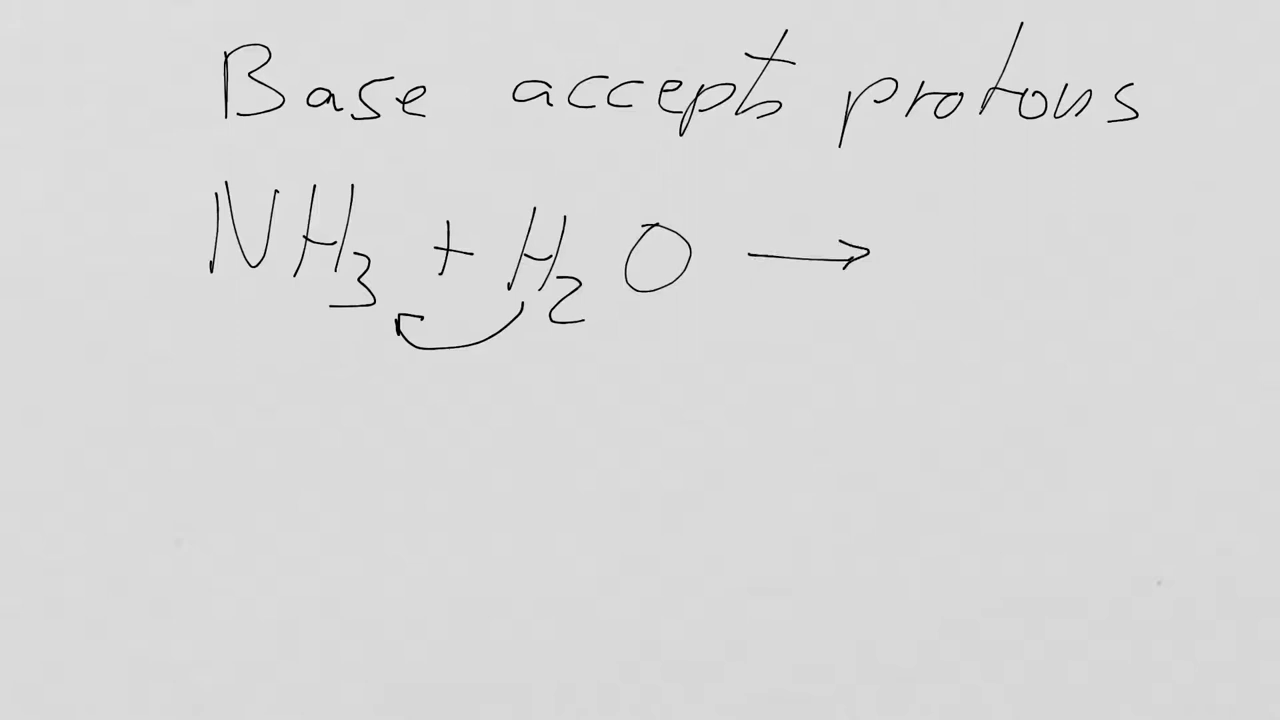 Base accepts protons
NH₃ + H₂O →